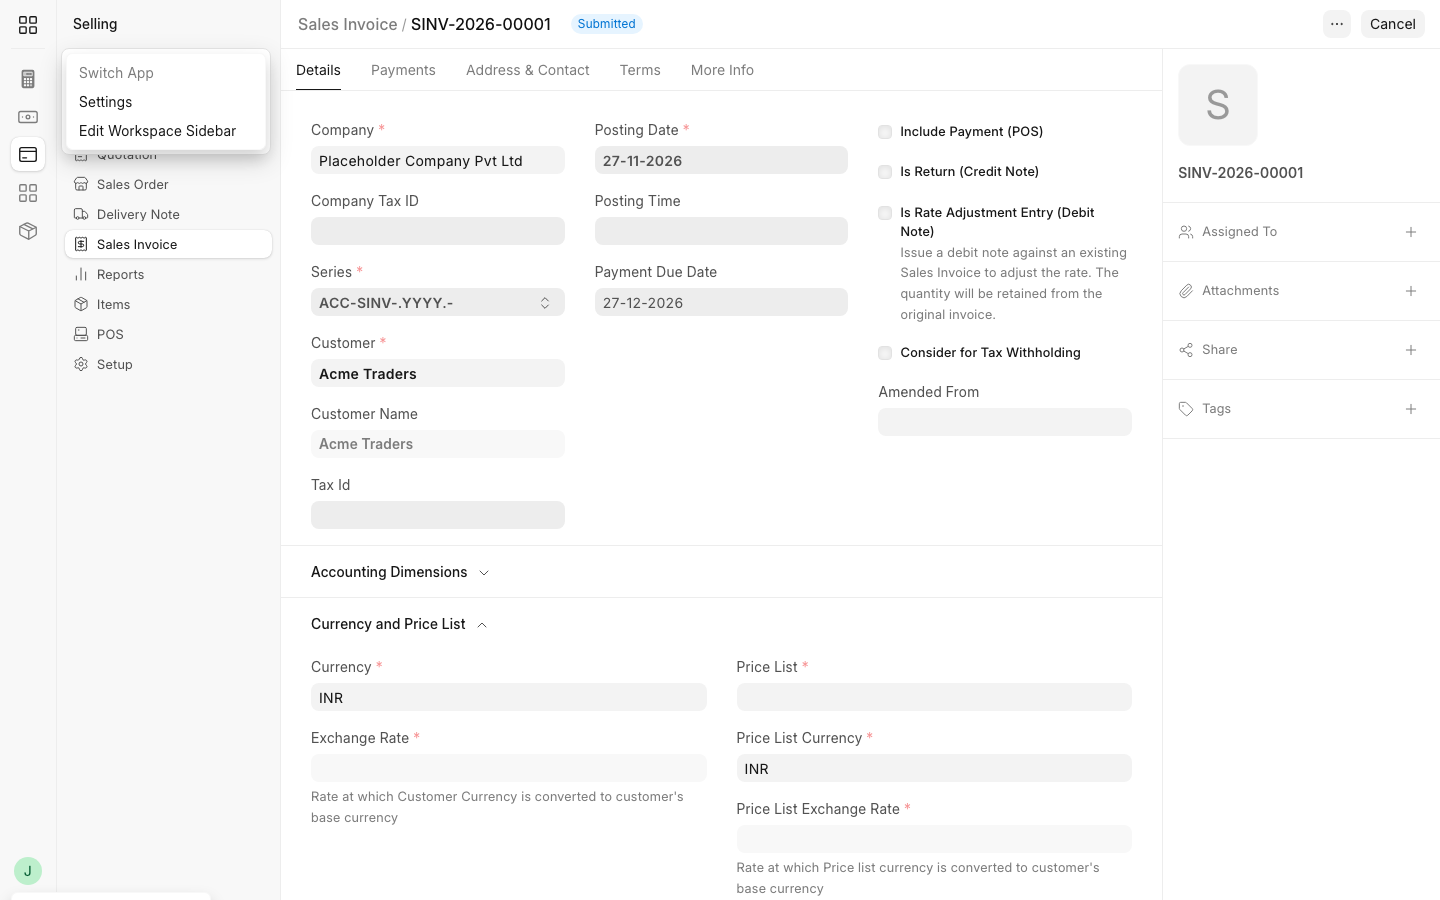 Selling
Switch App
Settings
Edit Workspace Sidebar
Quotation
Sales Order
Delivery Note
Sales Invoice
Reports
Items
POS
Setup
J
Sales Invoice / SINV-2026-00001 Submitted
··· Cancel
Details Payments Address & Contact Terms More Info
Company *
Placeholder Company Pvt Ltd
Company Tax ID
Series *
ACC-SINV-.YYYY.-
Customer *
Acme Traders
Customer Name
Acme Traders
Tax Id
Posting Date *
27-11-2026
Posting Time
Payment Due Date
27-12-2026
Include Payment (POS)
Is Return (Credit Note)
Is Rate Adjustment Entry (Debit
Note)
Issue a debit note against an existing
Sales Invoice to adjust the rate. The
quantity will be retained from the
original invoice.
Consider for Tax Withholding
Amended From
Accounting Dimensions
Currency and Price List
Currency *
INR
Exchange Rate *
Rate at which Customer Currency is converted to customer's
base currency
Price List *
Price List Currency *
INR
Price List Exchange Rate *
Rate at which Price list currency is converted to customer's
base currency
S
SINV-2026-00001
Assigned To
Attachments
Share
Tags